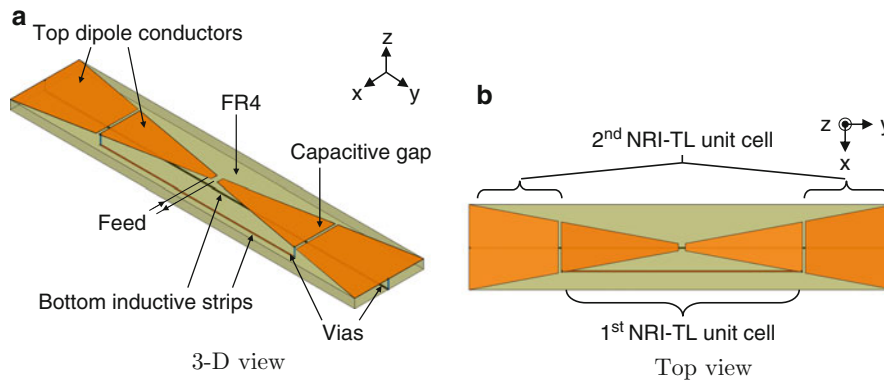 a
Top dipole conductors
z
x
y
FR4
Capacitive gap
Feed
Bottom inductive strips
Vias
3-D view
b
z
y
x
2nd NRI-TL unit cell
1st NRI-TL unit cell
Top view